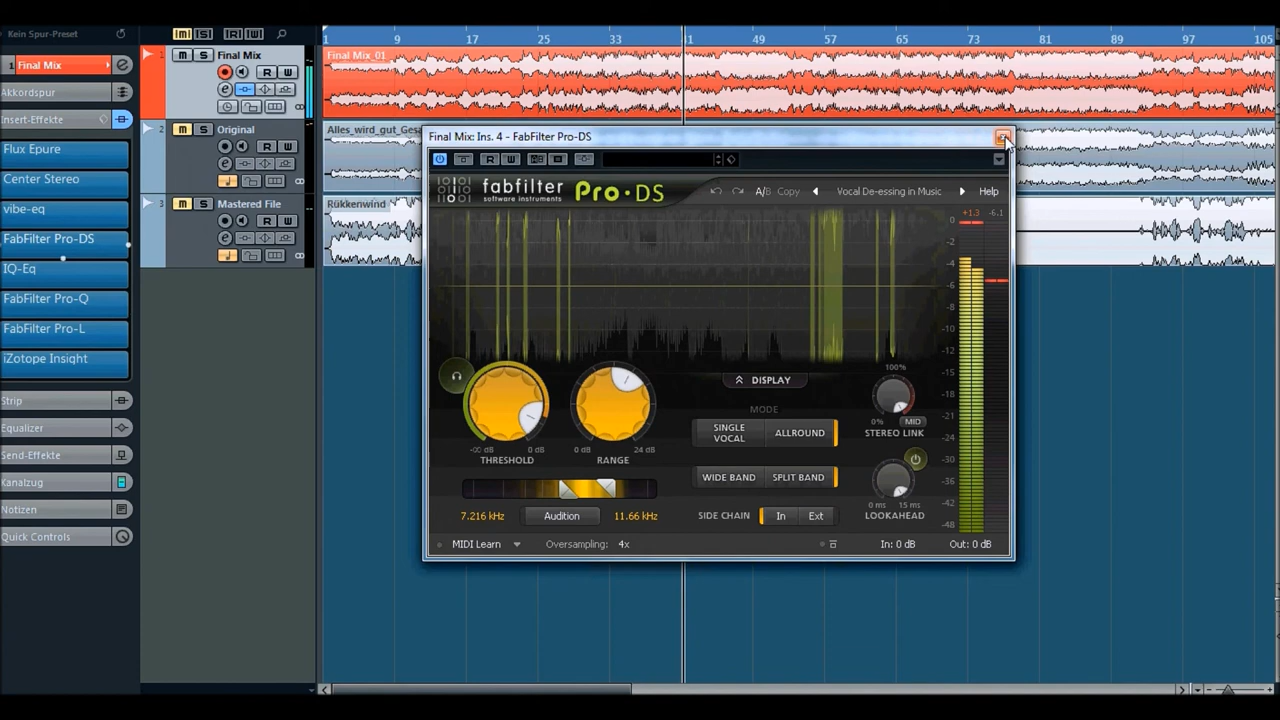 Kein Spur-Preset
M S
1 9 17 25 33 41 49 57 65 73 81 89 97 105
1 Final Mix
Akkordspur
Insert-Effekte
Flux Epure
Center Stereo
vibe-eq
FabFilter Pro-DS
IQ-Eq
FabFilter Pro-Q
FabFilter Pro-L
iZotope Insight
Strip
Equalizer
Send-Effekte
Kanalzug
Notizen
Quick Controls
1 M S Final Mix
R W
e
2 M S Original
R W
e
3 M S Mastered File
R W
e
Final Mix_01
Alles_wird_gut_Gesa
Rükkenwind
Final Mix: Ins. 4 - FabFilter Pro-DS
R W
fabfilter
software instruments
Pro·DS
A/B Copy
Vocal De-essing in Music
Help
+1.3 -6.1
0
-2
-4
-6
-8
-10
-12
-15
-18
-21
-24
-30
-36
-42
-48
DISPLAY
MODE
SINGLE VOCAL
ALLROUND
WIDE BAND
SPLIT BAND
SIDE CHAIN
In
Ext
-∞ dB 0 dB
THRESHOLD
0 dB 24 dB
RANGE
7.216 kHz
Audition
11.66 kHz
100%
0%
MID
STEREO LINK
0 ms 15 ms
LOOKAHEAD
MIDI Learn
Oversampling: 4x
In: 0 dB
Out: 0 dB